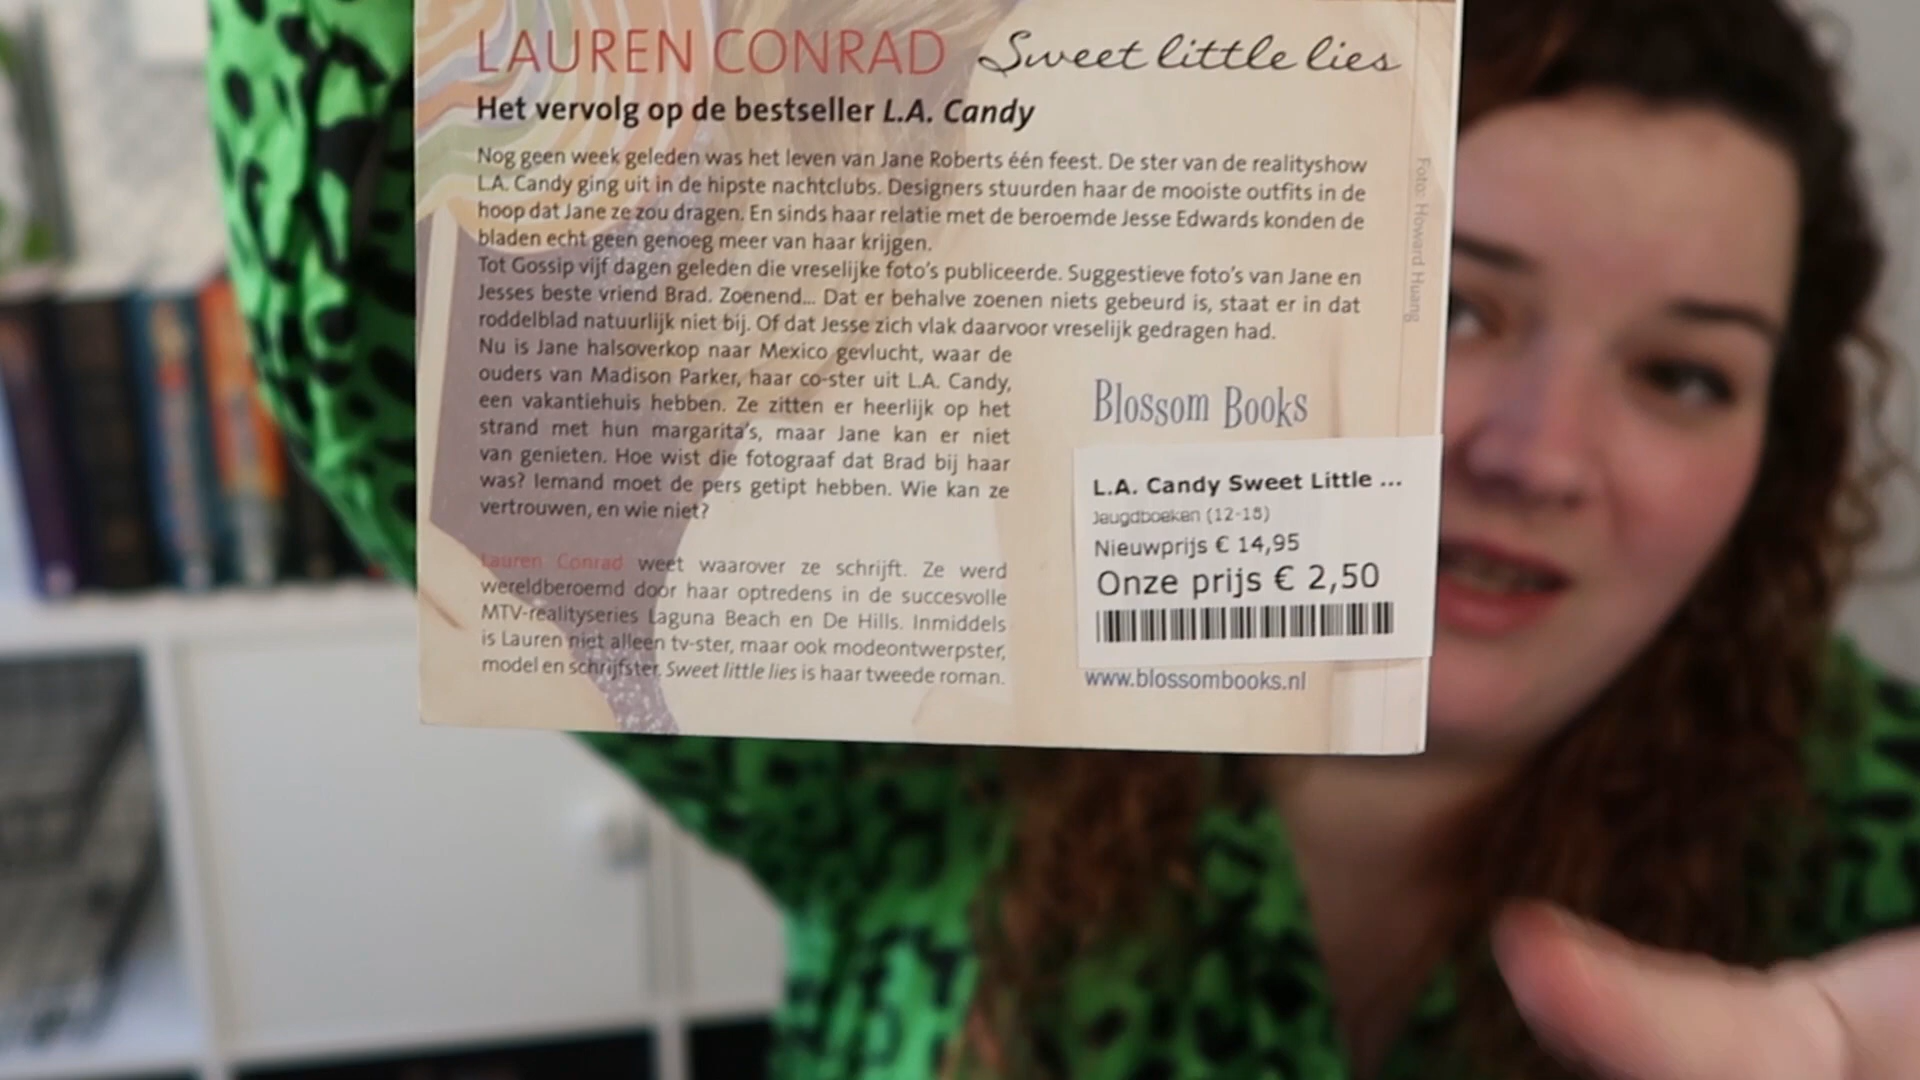 LAUREN CONRAD Sweet little lies
Het vervolg op de bestseller L.A. Candy
Nog geen week geleden was het leven van Jane Roberts één feest. De ster van de realityshow
L.A. Candy ging uit in de hipste nachtclubs. Designers stuurden haar de mooiste outfits in de
hoop dat Jane ze zou dragen. En sinds haar relatie met de beroemde Jesse Edwards konden de
bladen echt geen genoeg meer van haar krijgen.
Tot Gossip vijf dagen geleden die vreselijke foto's publiceerde. Suggestieve foto's van Jane en
Jesses beste vriend Brad. Zoenend... Dat er behalve zoenen niets gebeurd is, staat er in dat
roddelblad natuurlijk niet bij. Of dat Jesse zich vlak daarvoor vreselijk gedragen had.
Nu is Jane halsoverkop naar Mexico gevlucht, waar de
ouders van Madison Parker, haar co-ster uit L.A. Candy,
een vakantiehuis hebben. Ze zitten er heerlijk op het
strand met hun margarita's, maar Jane kan er niet
van genieten. Hoe wist die fotograaf dat Brad bij haar
was? Iemand moet de pers getipt hebben. Wie kan ze
vertrouwen, en wie niet?
Lauren Conrad weet waarover ze schrijft. Ze werd
wereldberoemd door haar optredens in de succesvolle
MTV-realityseries Laguna Beach en De Hills. Inmiddels
is Lauren niet alleen tv-ster, maar ook modeontwerpster,
model en schrijfster. Sweet little lies is haar tweede roman.
Foto: Howard Huang
Blossom Books
L.A. Candy Sweet Little ...
Jeugdboeken (12-15)
Nieuwprijs € 14,95
Onze prijs € 2,50
www.blossombooks.nl